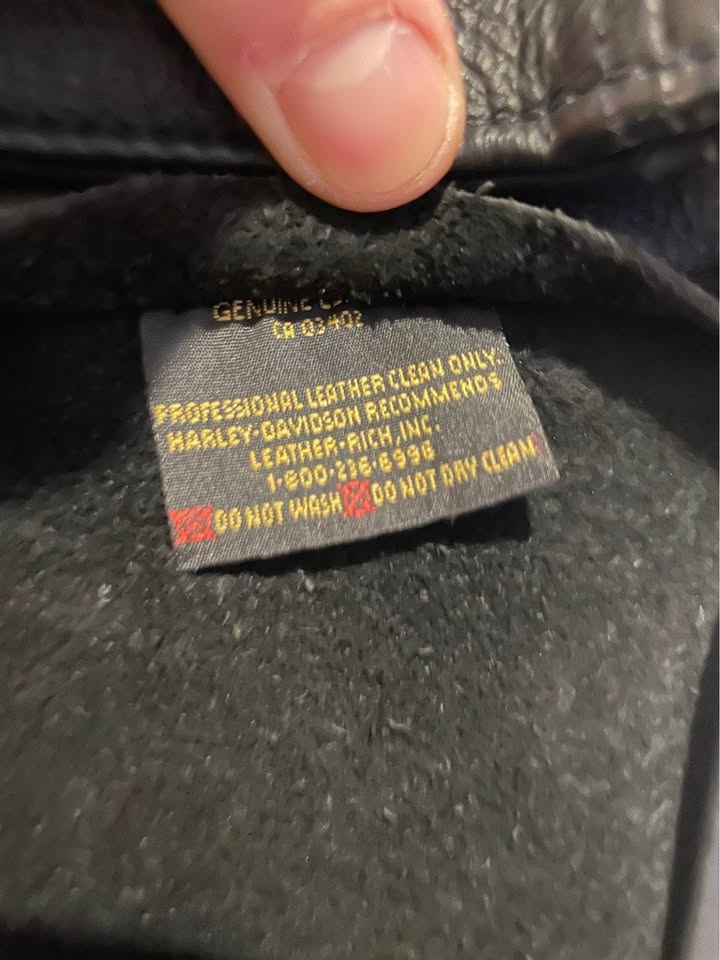 GENUINE
CA 03402
PROFESSIONAL LEATHER CLEAN ONLY.
HARLEY-DAVIDSON RECOMMENDS
LEATHER-RICH, INC.
1-800-236-6996
DO NOT WASH DO NOT DRY CLEAN